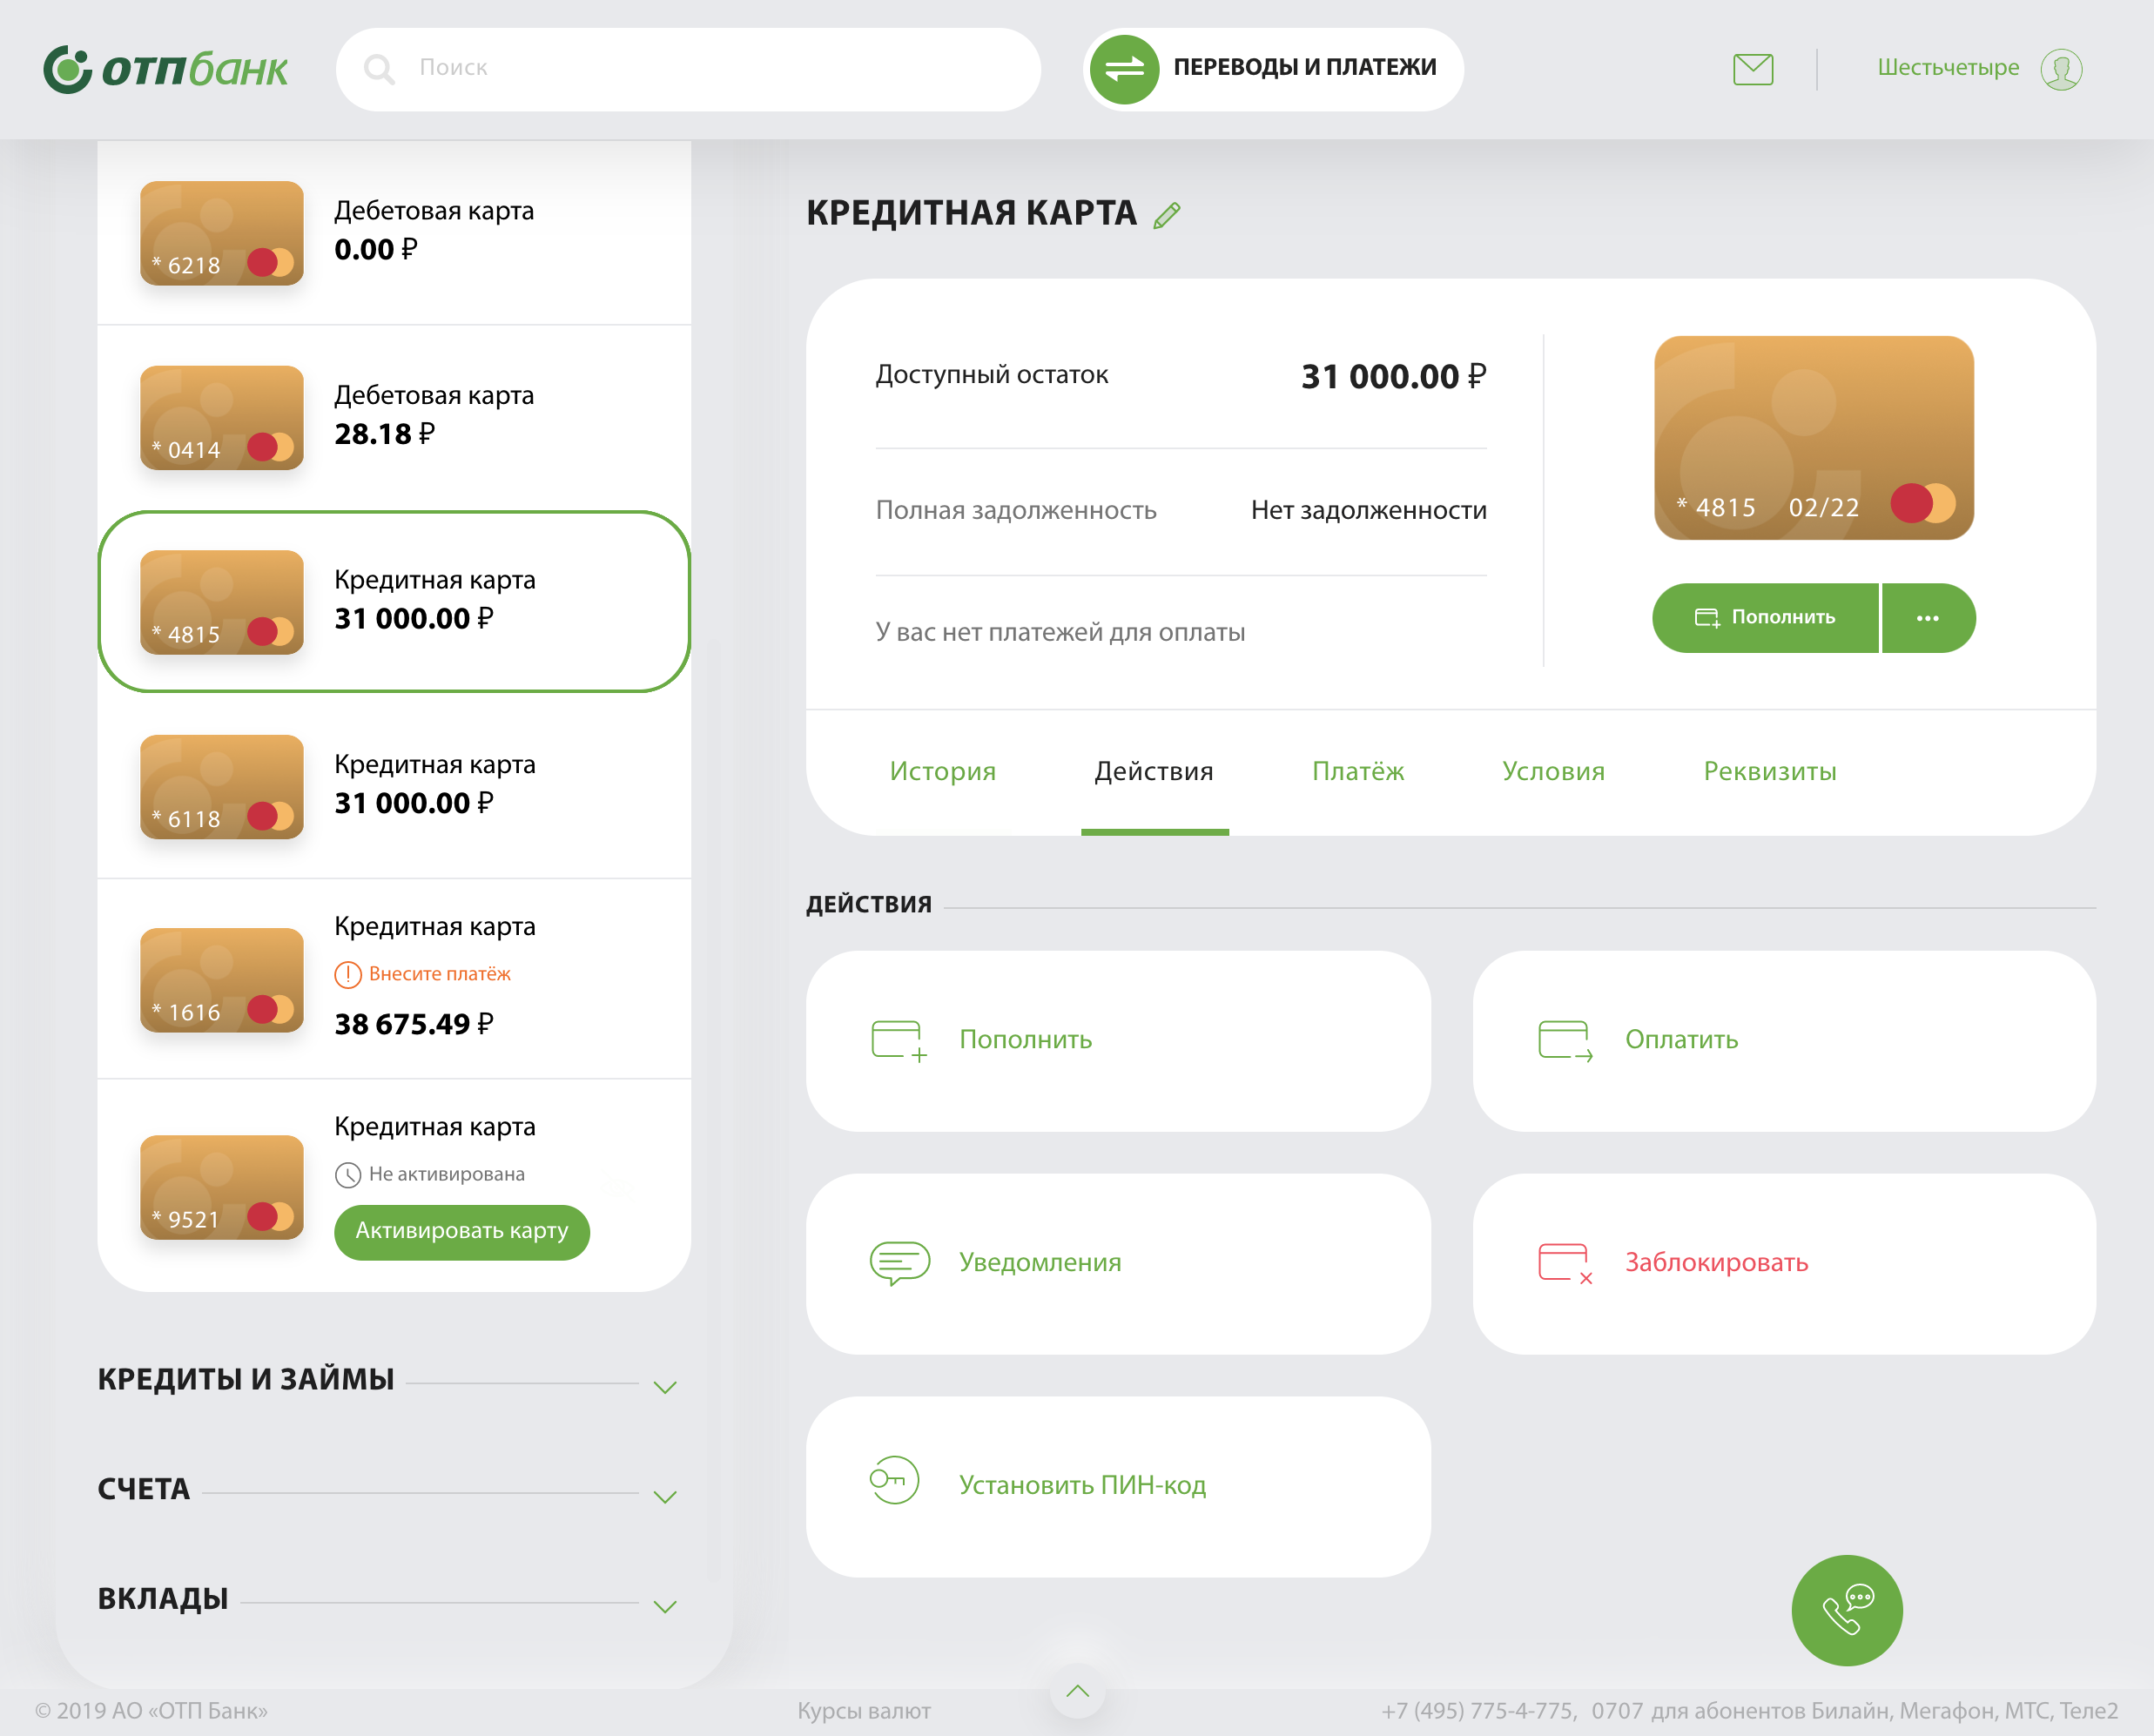 отпбанк
Поиск
ПЕРЕВОДЫ И ПЛАТЕЖИ
Шестьчетыре
Дебетовая карта
0.00 ₽
* 6218
Дебетовая карта
28.18 ₽
* 0414
Кредитная карта
31 000.00 ₽
* 4815
Кредитная карта
31 000.00 ₽
* 6118
Кредитная карта
Внесите платёж
38 675.49 ₽
* 1616
Кредитная карта
Не активирована
* 9521
Активировать карту
КРЕДИТЫ И ЗАЙМЫ
СЧЕТА
ВКЛАДЫ
КРЕДИТНАЯ КАРТА
Доступный остаток 31 000.00 ₽
Полная задолженность Нет задолженности
У вас нет платежей для оплаты
* 4815 02/22
Пополнить
История Действия Платёж Условия Реквизиты
ДЕЙСТВИЯ
Пополнить
Оплатить
Уведомления
Заблокировать
Установить ПИН-код
© 2019 АО «ОТП Банк»
Курсы валют
+7 (495) 775-4-775, 0707 для абонентов Билайн, Мегафон, МТС, Теле2